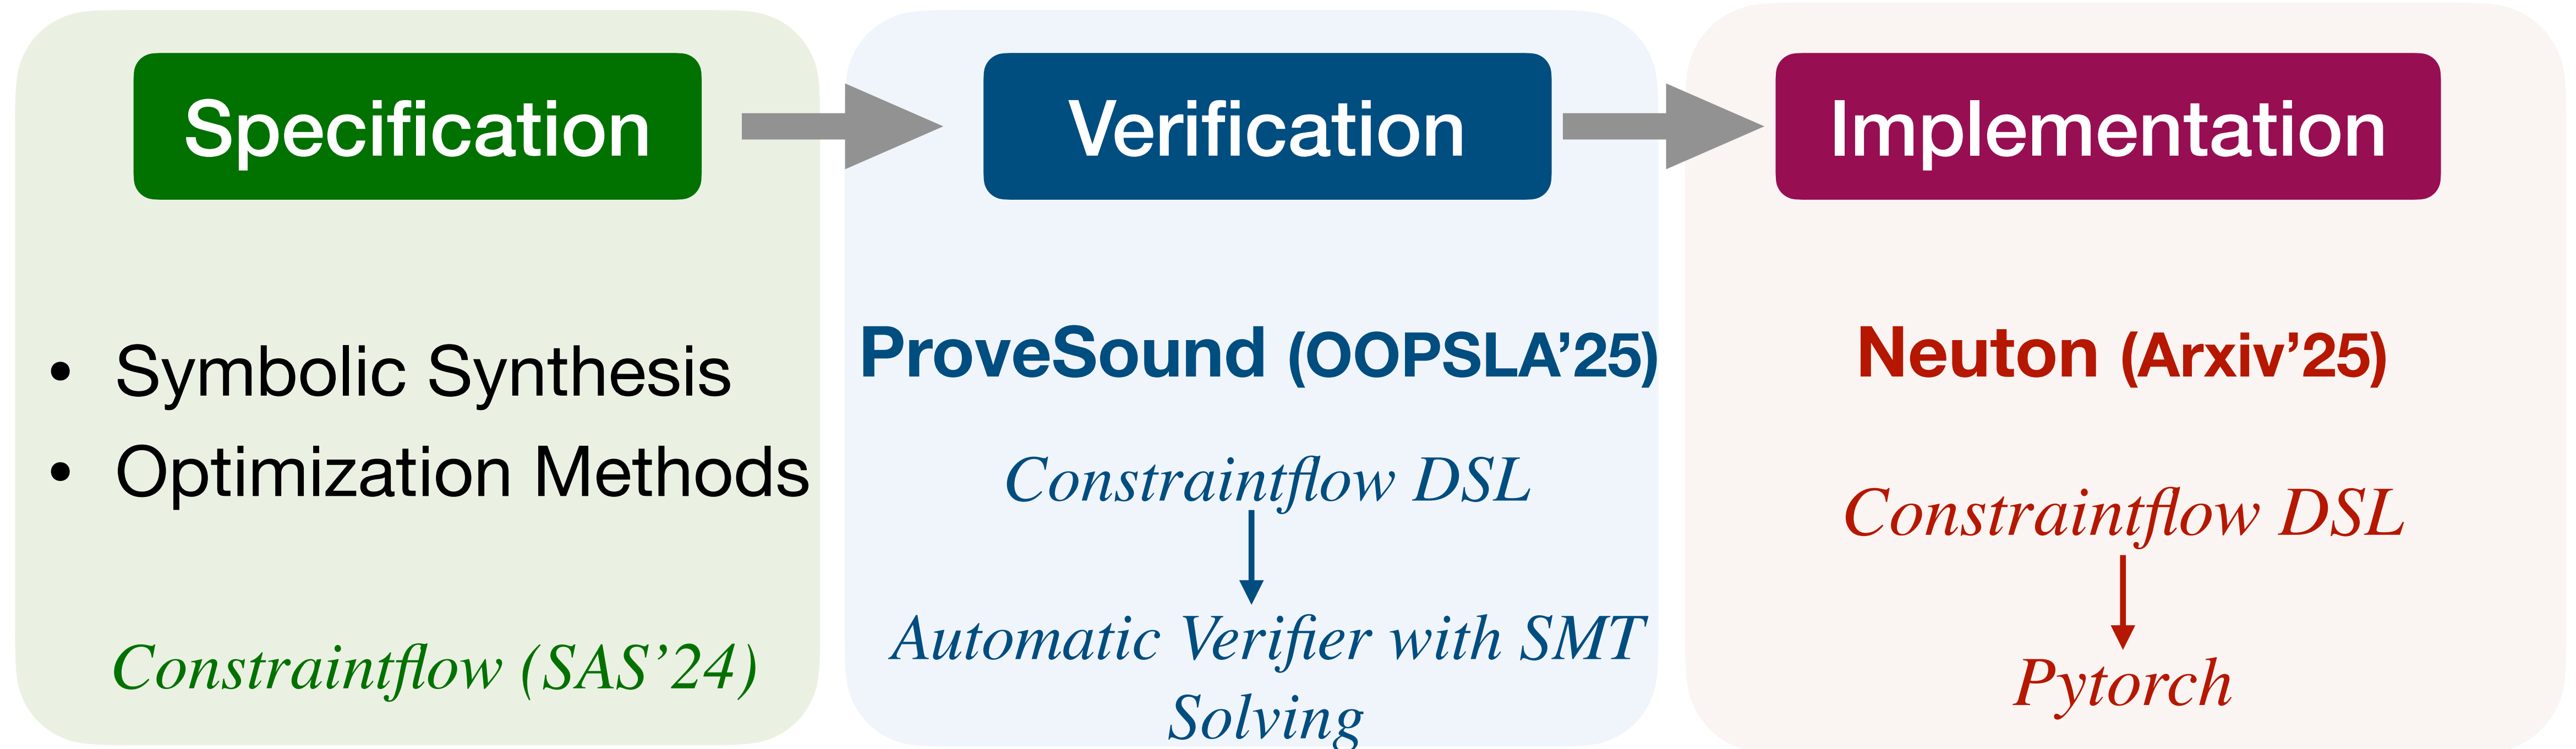 Specification
• Symbolic Synthesis
• Optimization Methods
Constraintflow (SAS’24)
Verification
ProveSound (OOPSLA’25)
Constraintflow DSL
Automatic Verifier with SMT
Solving
Implementation
Neuton (Arxiv’25)
Constraintflow DSL
Pytorch